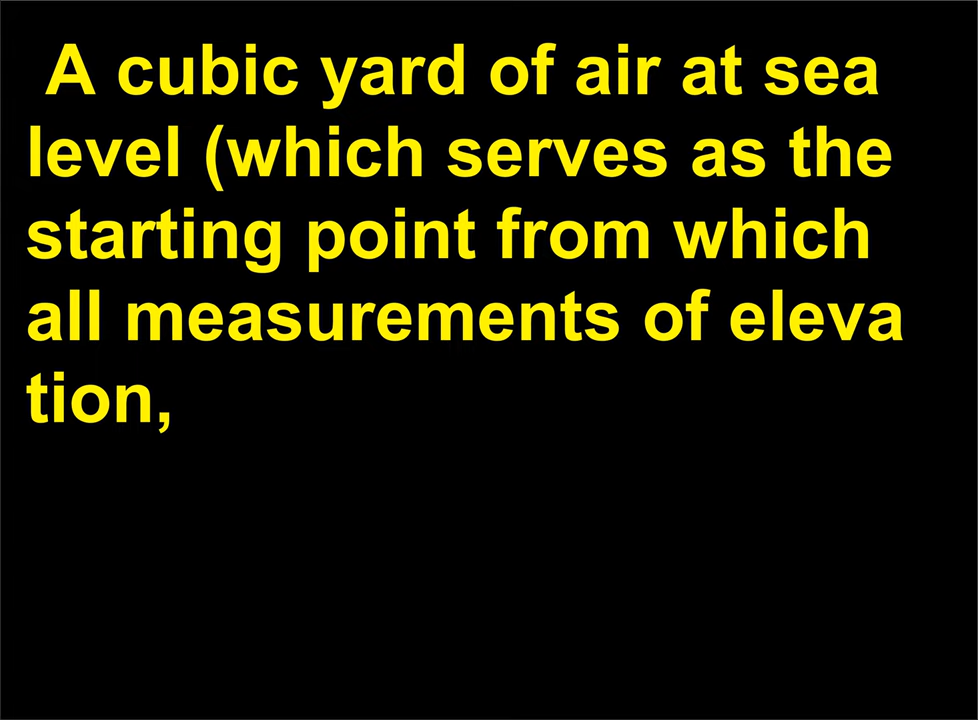 A cubic yard of air at sea
level (which serves as the
starting point from which
all measurements of eleva
tion,